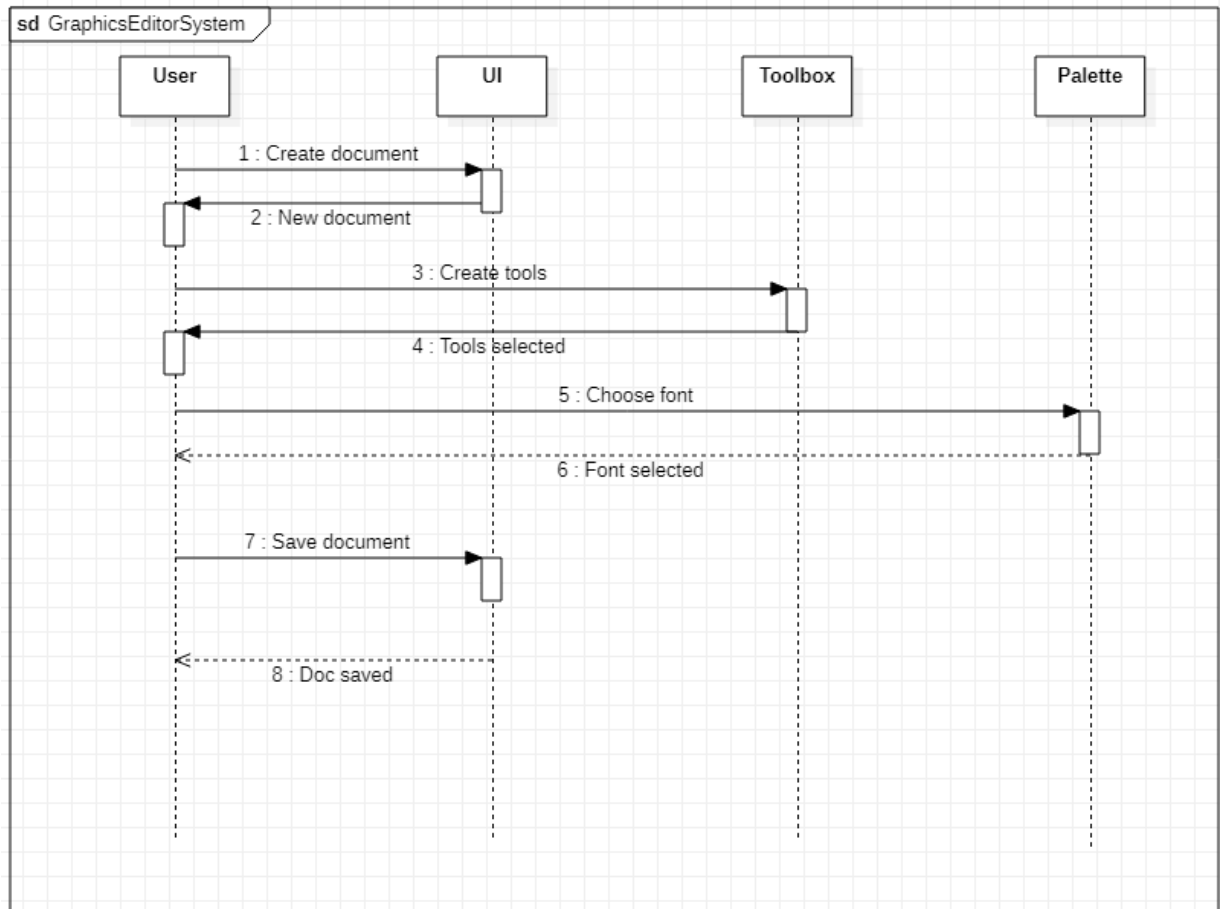 sd GraphicsEditorSystem
User
UI
Toolbox
Palette
1 : Create document
2 : New document
3 : Create tools
4 : Tools selected
5 : Choose font
6 : Font selected
7 : Save document
8 : Doc saved